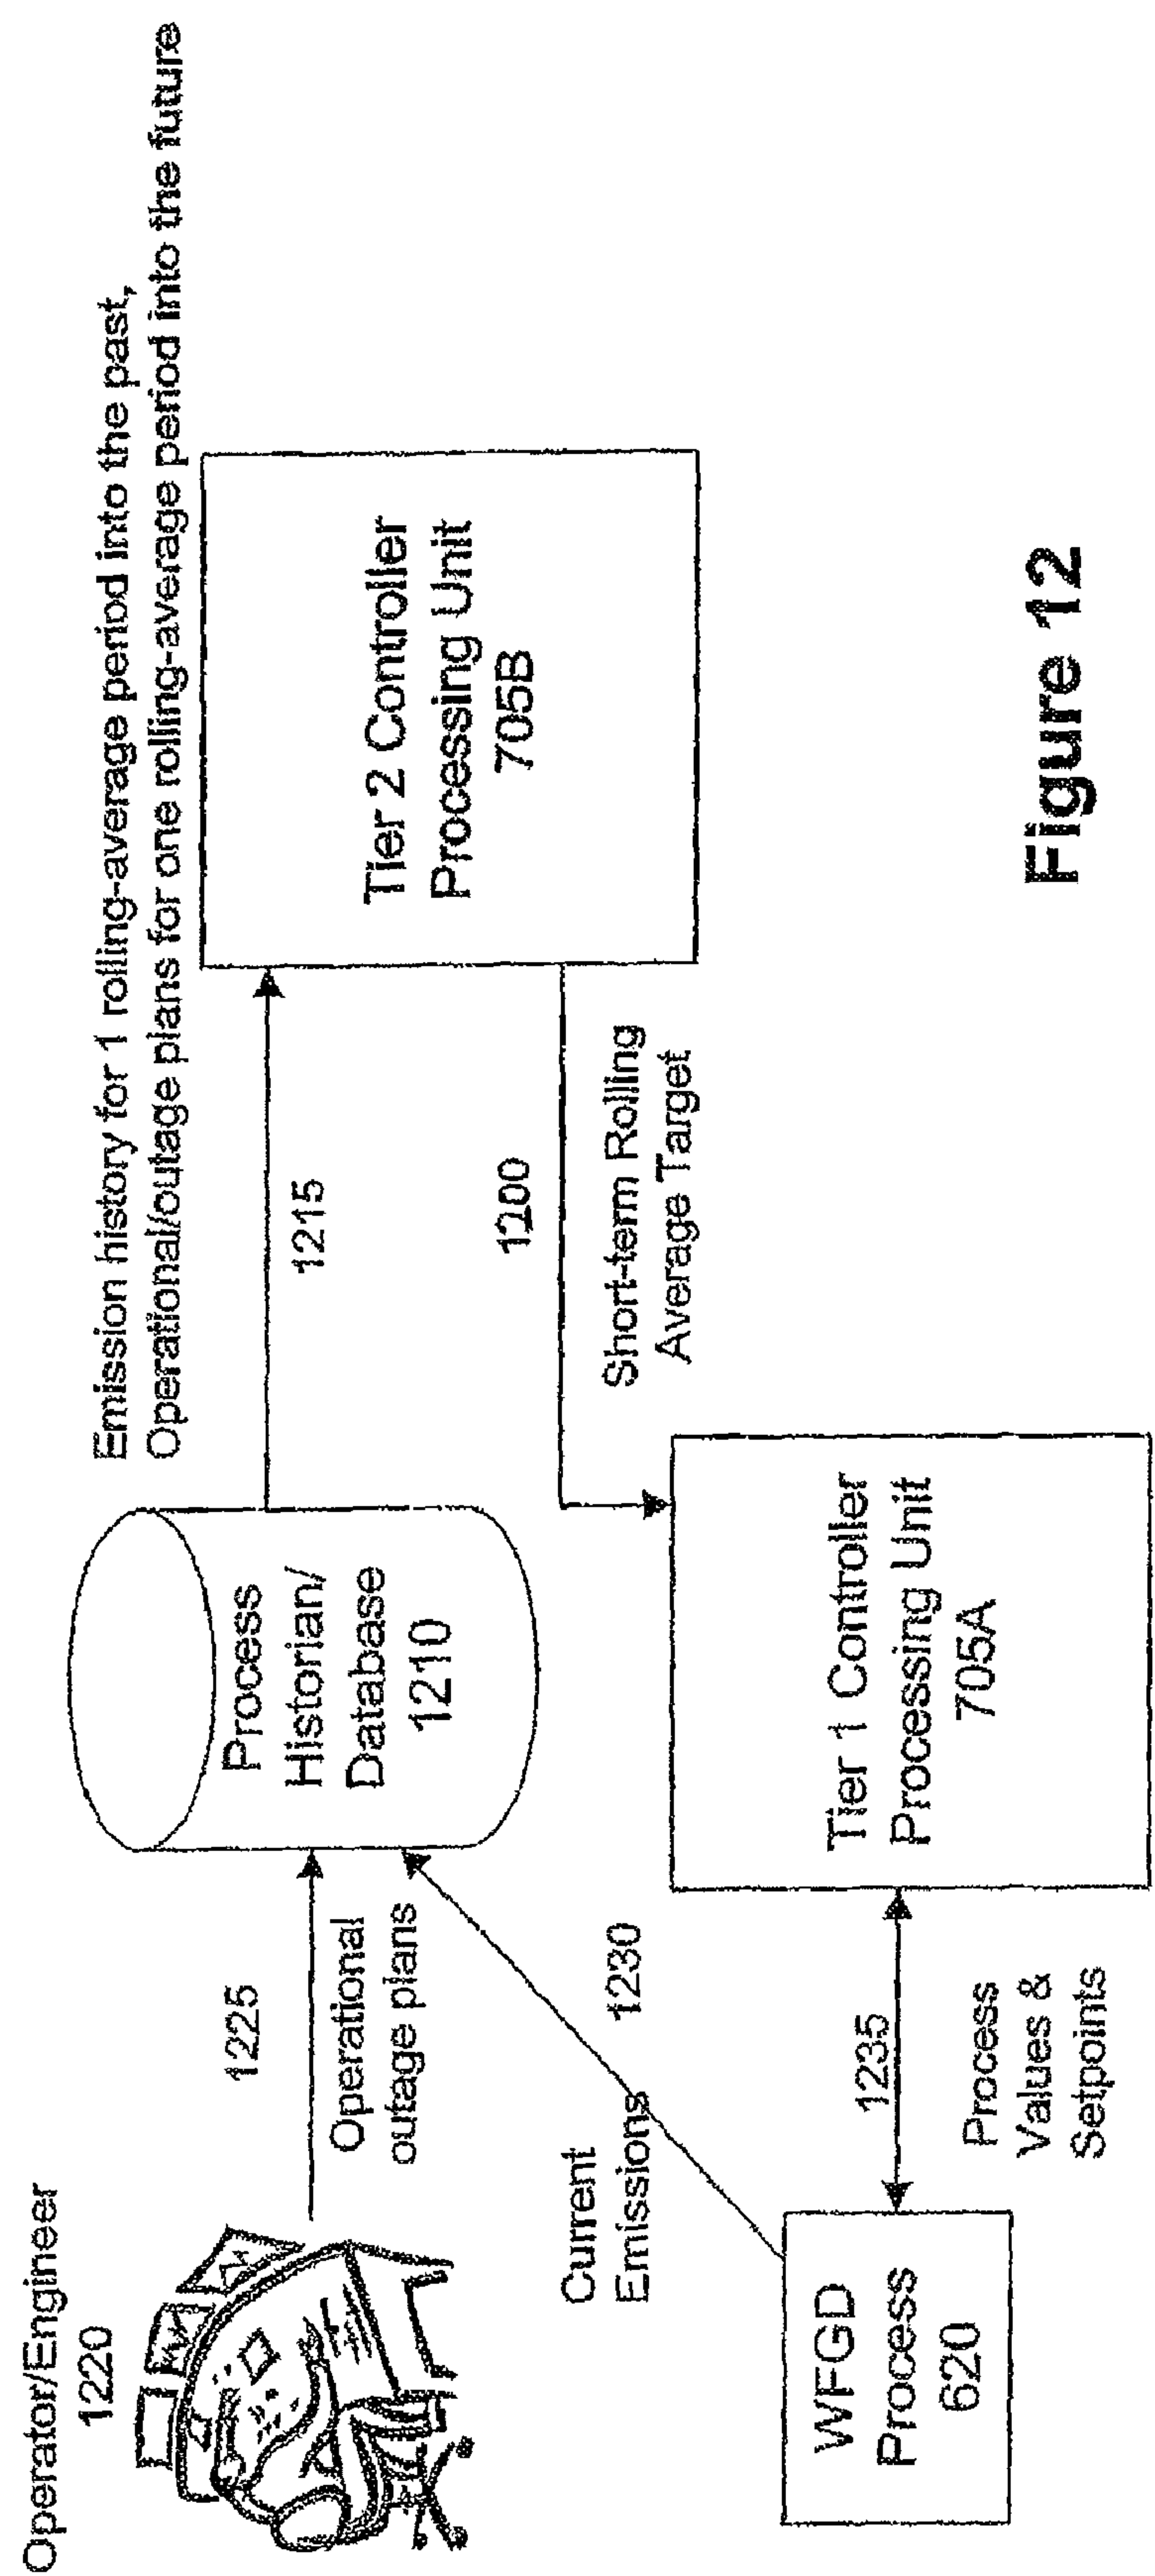 Operator/Engineer
1220
1225
Operational
outage plans
Process
Historian/
Database
1210
Emission history for 1 rolling-average period into the past,
Operational/outage plans for one rolling-average period into the future
1215
Tier 2 Controller
Processing Unit
705B
1200
Short-term Rolling
Average Target
Current
Emissions
1230
WFGD
Process
620
1235
Process
Values &
Setpoints
Tier 1 Controller
Processing Unit
705A
Figure 12